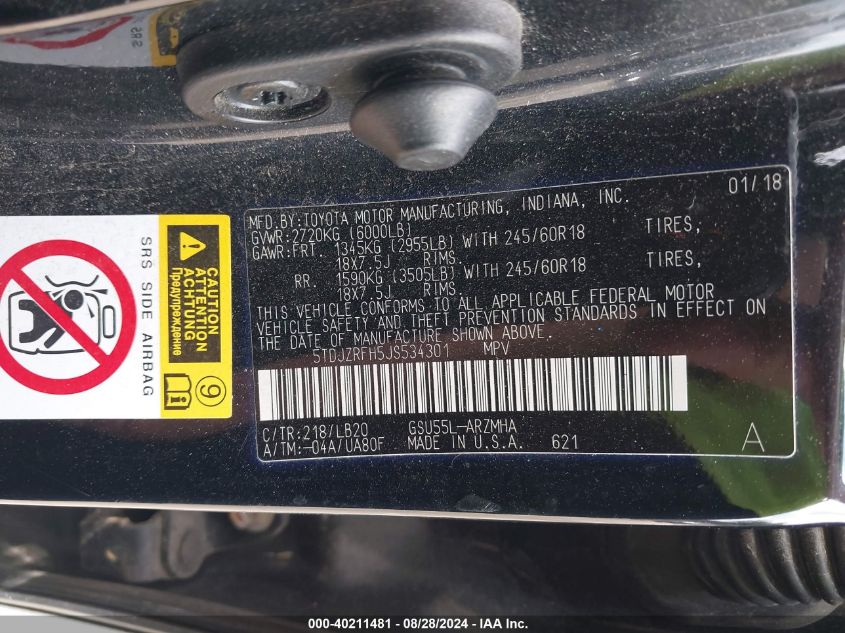 SRS
01/18
MFD.BY:TOYOTA MOTOR MANUFACTURING, INDIANA, INC.
GVWR:2720KG (6000LB)
GAWR:FRT. 1345KG (2955LB) WITH 245/60R18 TIRES,
18X7.5J RIMS.
RR. 1590KG (3505LB) WITH 245/60R18 TIRES,
18X7.5J RIMS.
THIS VEHICLE CONFORMS TO ALL APPLICABLE FEDERAL MOTOR
VEHICLE SAFETY AND THEFT PREVENTION STANDARDS IN EFFECT ON
THE DATE OF MANUFACTURE SHOWN ABOVE.
5TDJZRFH5JS534301 MPV
C/TR:218/LB20 GSU55L-ARZMHA
A/TM:-04A/UA80F MADE IN U.S.A. 621
A
SRS SIDE AIRBAG
CAUTION
ATTENTION
ACHTUNG
Предупреждение
9
i
000-40211481 - 08/28/2024 - IAA Inc.